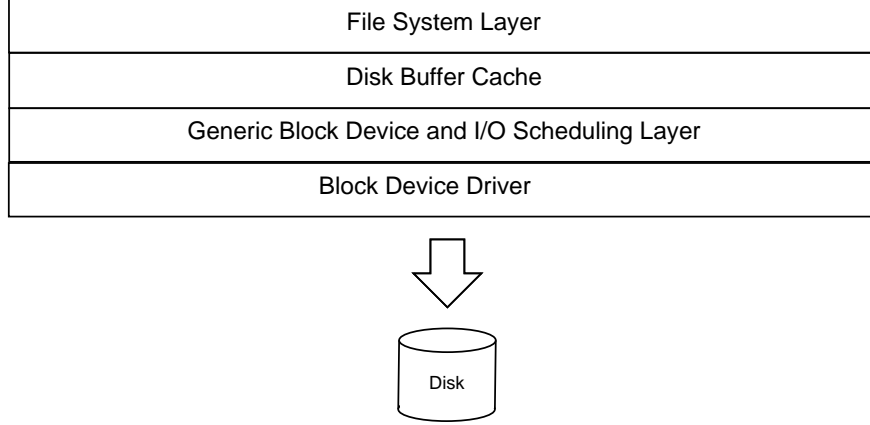 File System Layer
Disk Buffer Cache
Generic Block Device and I/O Scheduling Layer
Block Device Driver
Disk